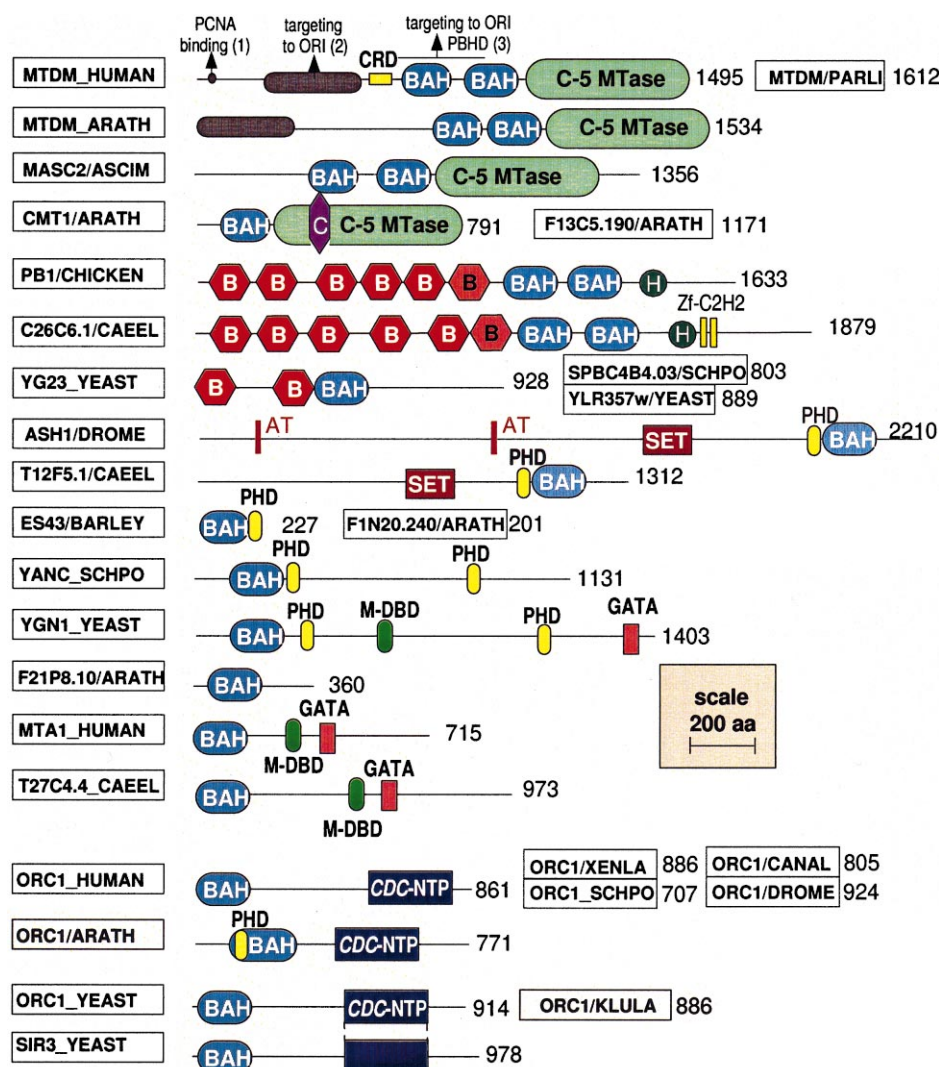 PCNA binding (1)
targeting to ORI (2)
targeting to ORI PBHD (3)
MTDM_HUMAN CRD BAH BAH C-5 MTase 1495 MTDM/PARLI 1612
MTDM_ARATH BAH BAH C-5 MTase 1534
MASC2/ASCIM BAH BAH C-5 MTase 1356
CMT1/ARATH BAH C C-5 MTase 791 F13C5.190/ARATH 1171
PB1/CHICKEN B B B B B B BAH BAH H 1633
Zf-C2H2
C26C6.1/CAEEL B B B B B B BAH BAH H 1879
YG23_YEAST B B BAH 928 SPBC4B4.03/SCHPO 803
YLR357w/YEAST 889
ASH1/DROME AT AT SET PHD BAH 2210
T12F5.1/CAEEL SET PHD BAH 1312
ES43/BARLEY BAH PHD 227 F1N20.240/ARATH 201
YANC_SCHPO BAH PHD PHD 1131
YGN1_YEAST BAH PHD M-DBD PHD GATA 1403
F21P8.10/ARATH BAH 360
scale
200 aa
MTA1_HUMAN BAH M-DBD GATA 715
T27C4.4_CAEEL BAH M-DBD GATA 973
ORC1_HUMAN BAH CDC-NTP 861 ORC1/XENLA 886 ORC1/CANAL 805
ORC1_SCHPO 707 ORC1/DROME 924
ORC1/ARATH PHD BAH CDC-NTP 771
ORC1_YEAST BAH CDC-NTP 914 ORC1/KLULA 886
SIR3_YEAST BAH 978